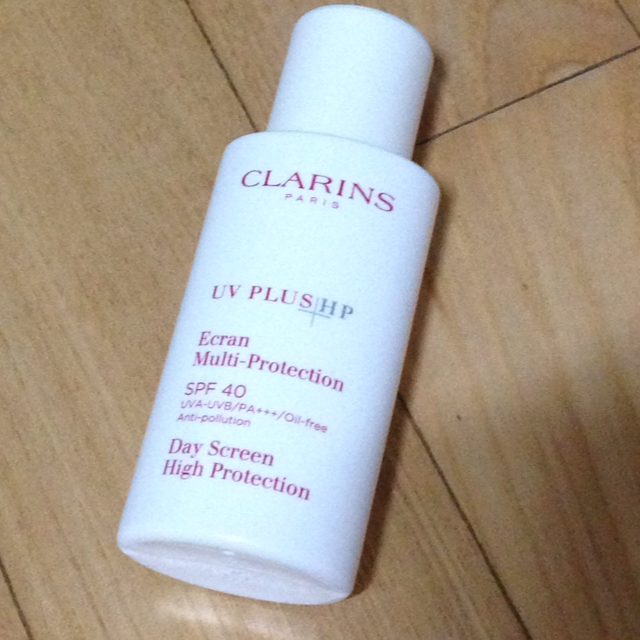 CLARINS
PARIS
UV PLUS HP
Ecran
Multi-Protection
SPF 40
UVA-UVB/PA+++/Oil-free
Anti-pollution
Day Screen
High Protection